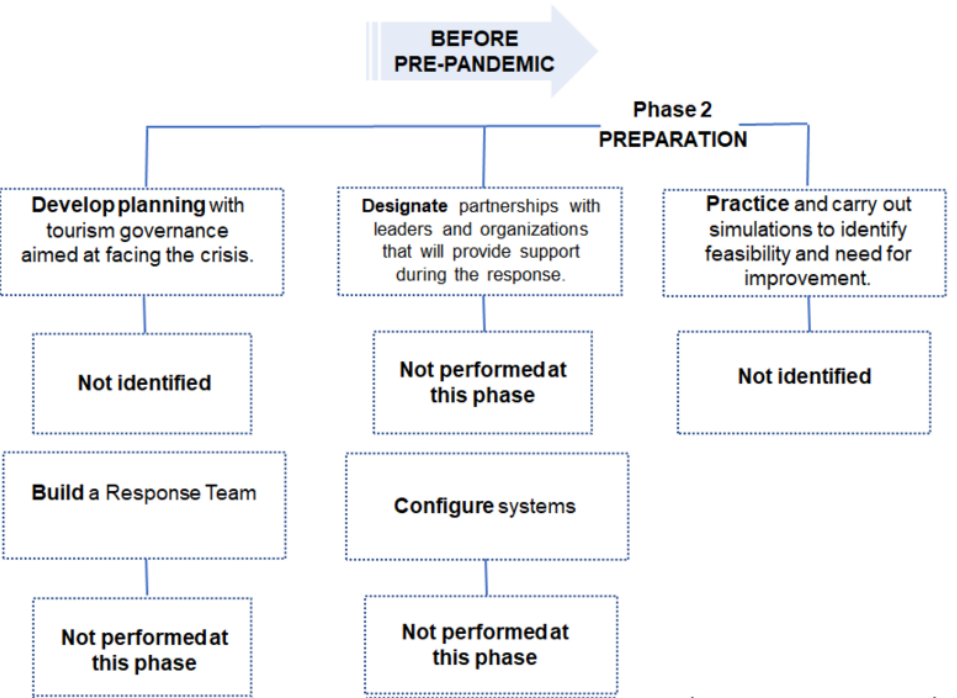 BEFORE
PRE-PANDEMIC
Phase 2
PREPARATION
Develop planning with
tourism governance
aimed at facing the crisis.
Designate partnerships with
leaders and organizations
that will provide support
during the response.
Practice and carry out
simulations to identify
feasibility and need for
improvement.
Not identified
Not performed at
this phase
Not identified
Build a Response Team
Configure systems
Not performed at
this phase
Not performed at
this phase